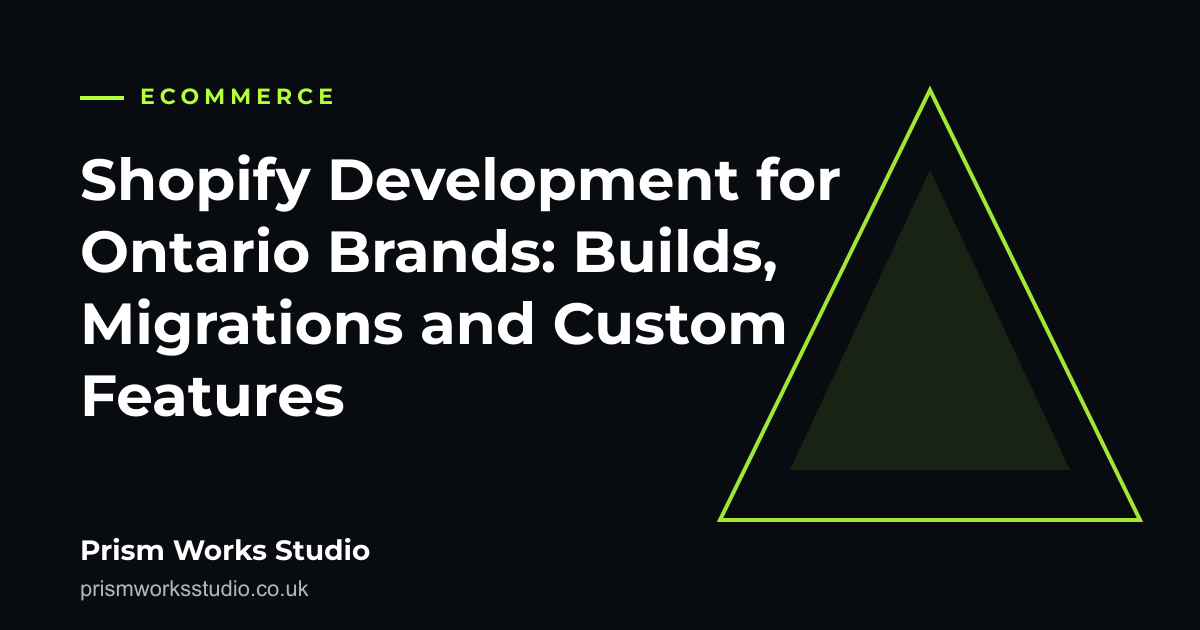 ECOMMERCE
Shopify Development for
Ontario Brands: Builds,
Migrations and Custom
Features
Prism Works Studio
prismworksstudio.co.uk